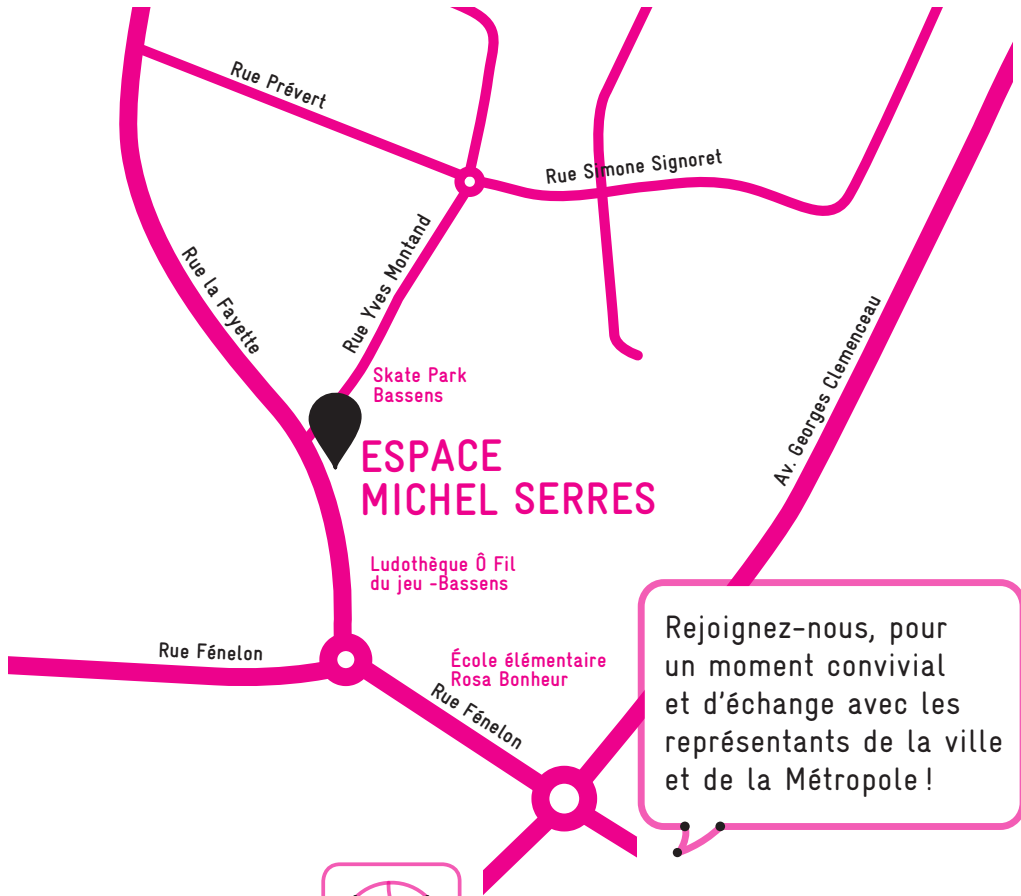 Rue Prévert
Rue Simone Signoret
Rue Yves Montand
Rue la Fayette
Av. Georges Clemenceau
Skate Park
Bassens
ESPACE
MICHEL SERRES
Ludothèque Ô Fil
du jeu -Bassens
Rue Fénelon
École élémentaire
Rosa Bonheur
Rue Fénelon
Rejoignez-nous, pour
un moment convivial
et d'échange avec les
représentants de la ville
et de la Métropole !